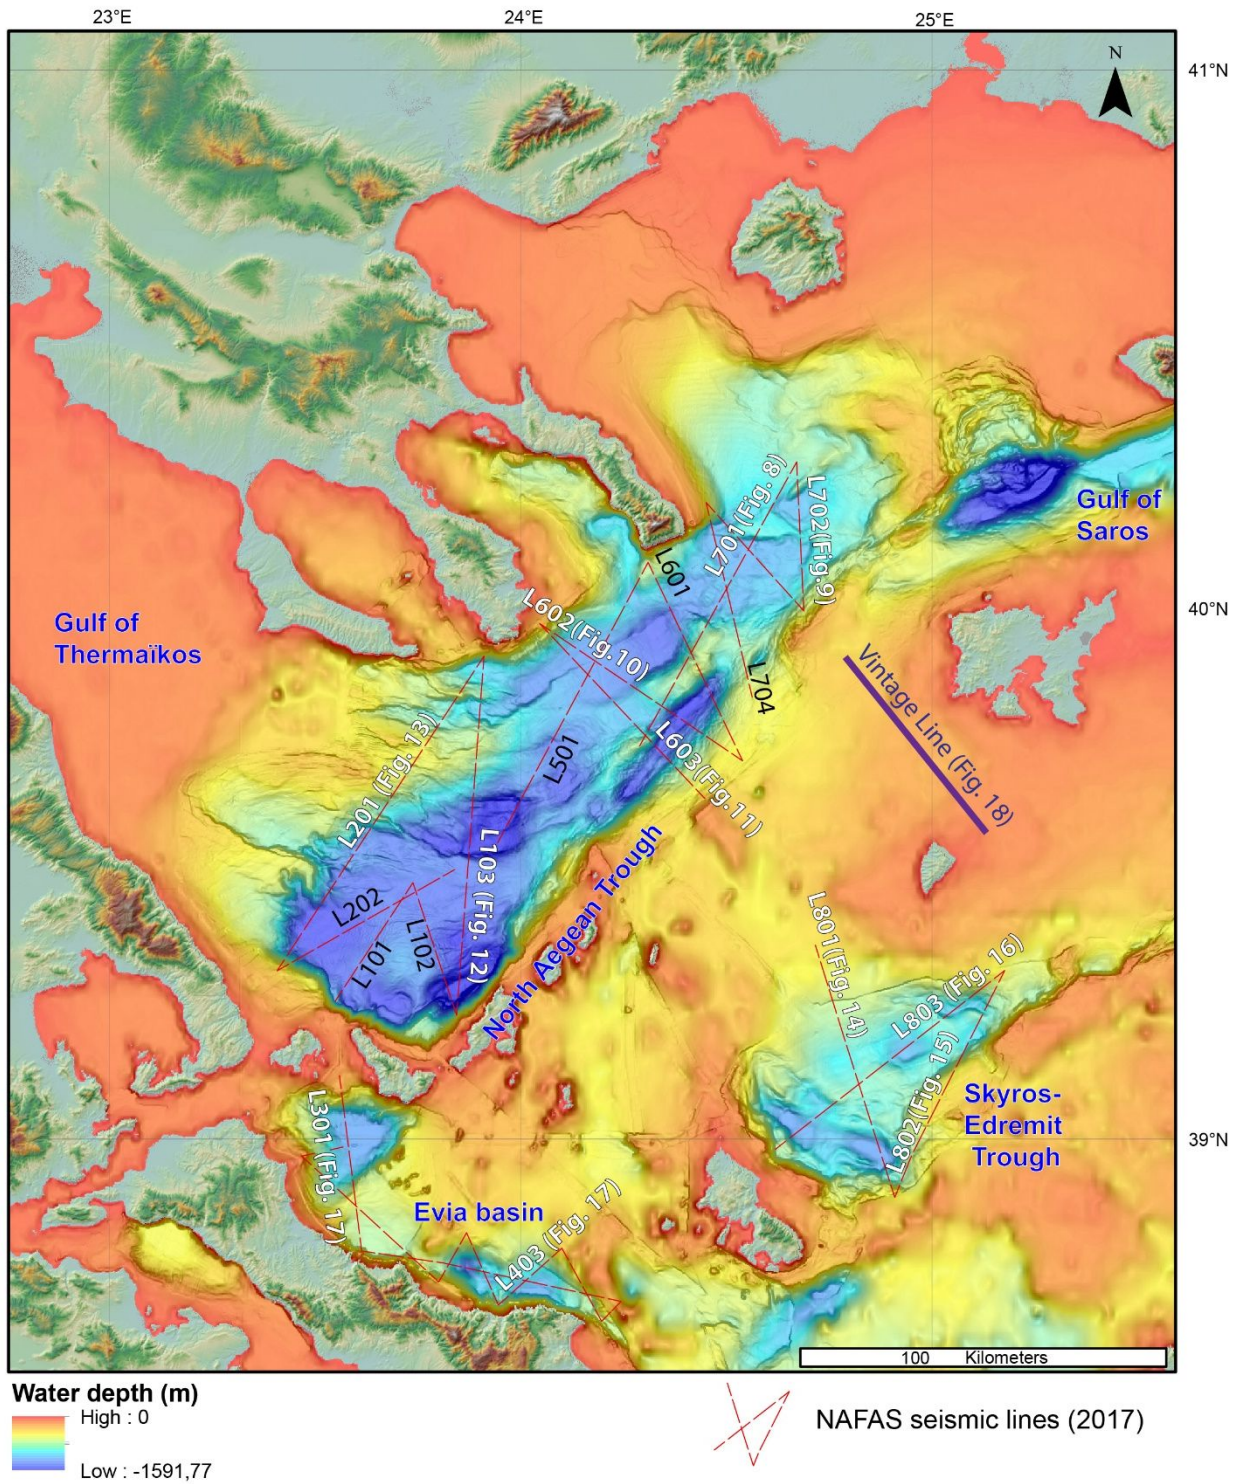 23°E
24°E
25°E
41°N
N
L701(Fig. 8)
L702(Fig.9)
Gulf of
Saros
L601
L602(Fig.10)
40°N
Gulf of
Thermaïkos
L704
Vintage Line (Fig. 18)
L201 (Fig. 13)
L501
L603(Fig.11)
L103 (Fig. 12)
North Aegean Trough
L202
L101
L102
L801(Fig. 14)
L803 (Fig. 16)
L802(Fig. 15)
Skyros-
Edremit
Trough
39°N
L301 (Fig. 17)
Evia basin
L403 (Fig. 17)
100 Kilometers
Water depth (m)
High : 0
Low : -1591,77
NAFAS seismic lines (2017)